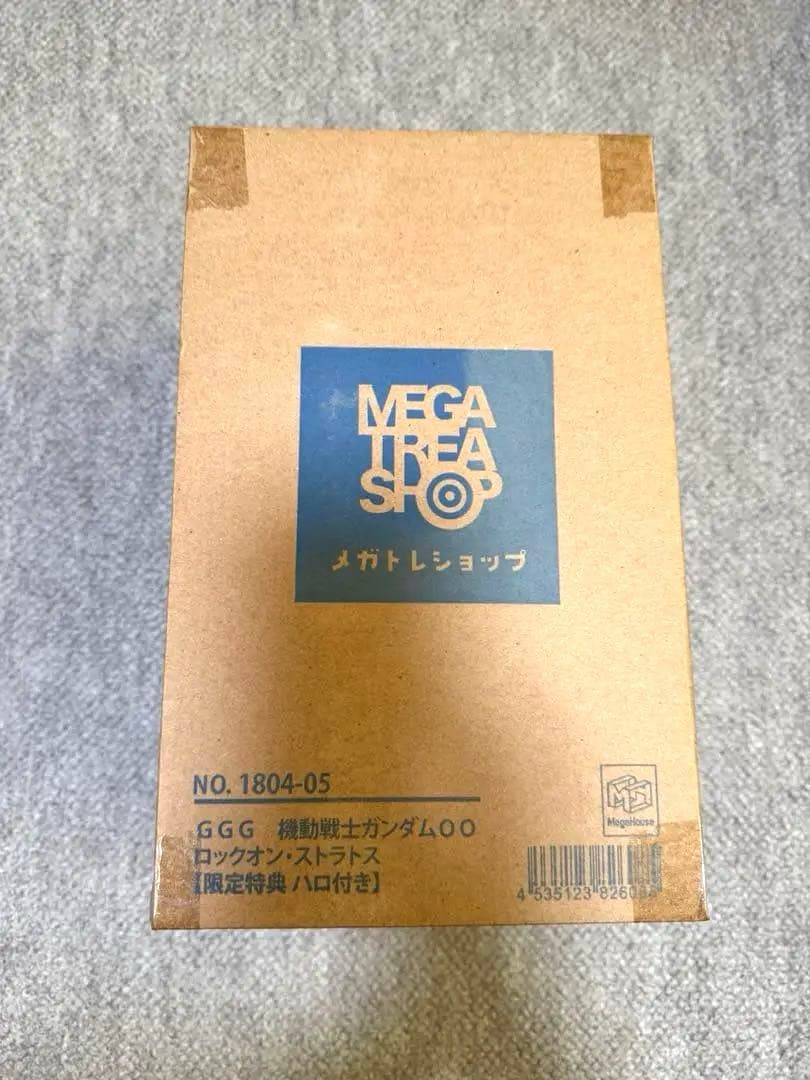 MEGA
TREA
SHOP
メガトレショップ
NO. 1804-05
GGG 機動戦士ガンダムOO
ロックオン・ストラトス
【限定特典 ハロ付き】
MegaHouse
4 535123